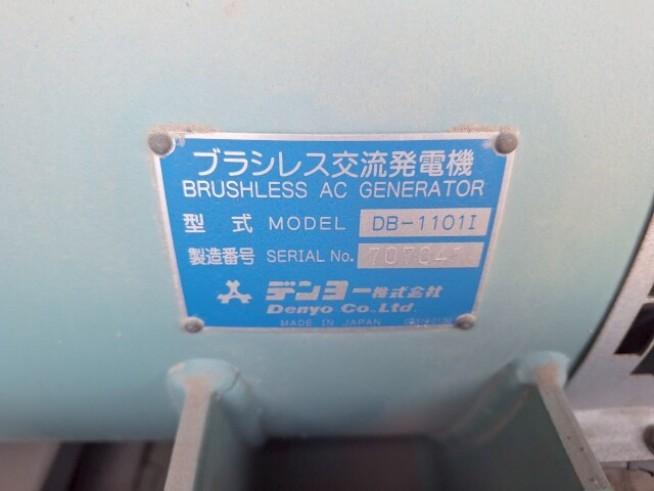 ブラシレス交流発電機
BRUSHLESS AC GENERATOR
型式 MODEL DB-1101I
製造番号 SERIAL No.
デンヨー株式会社
Denyo Co.,Ltd.
MADE IN JAPAN